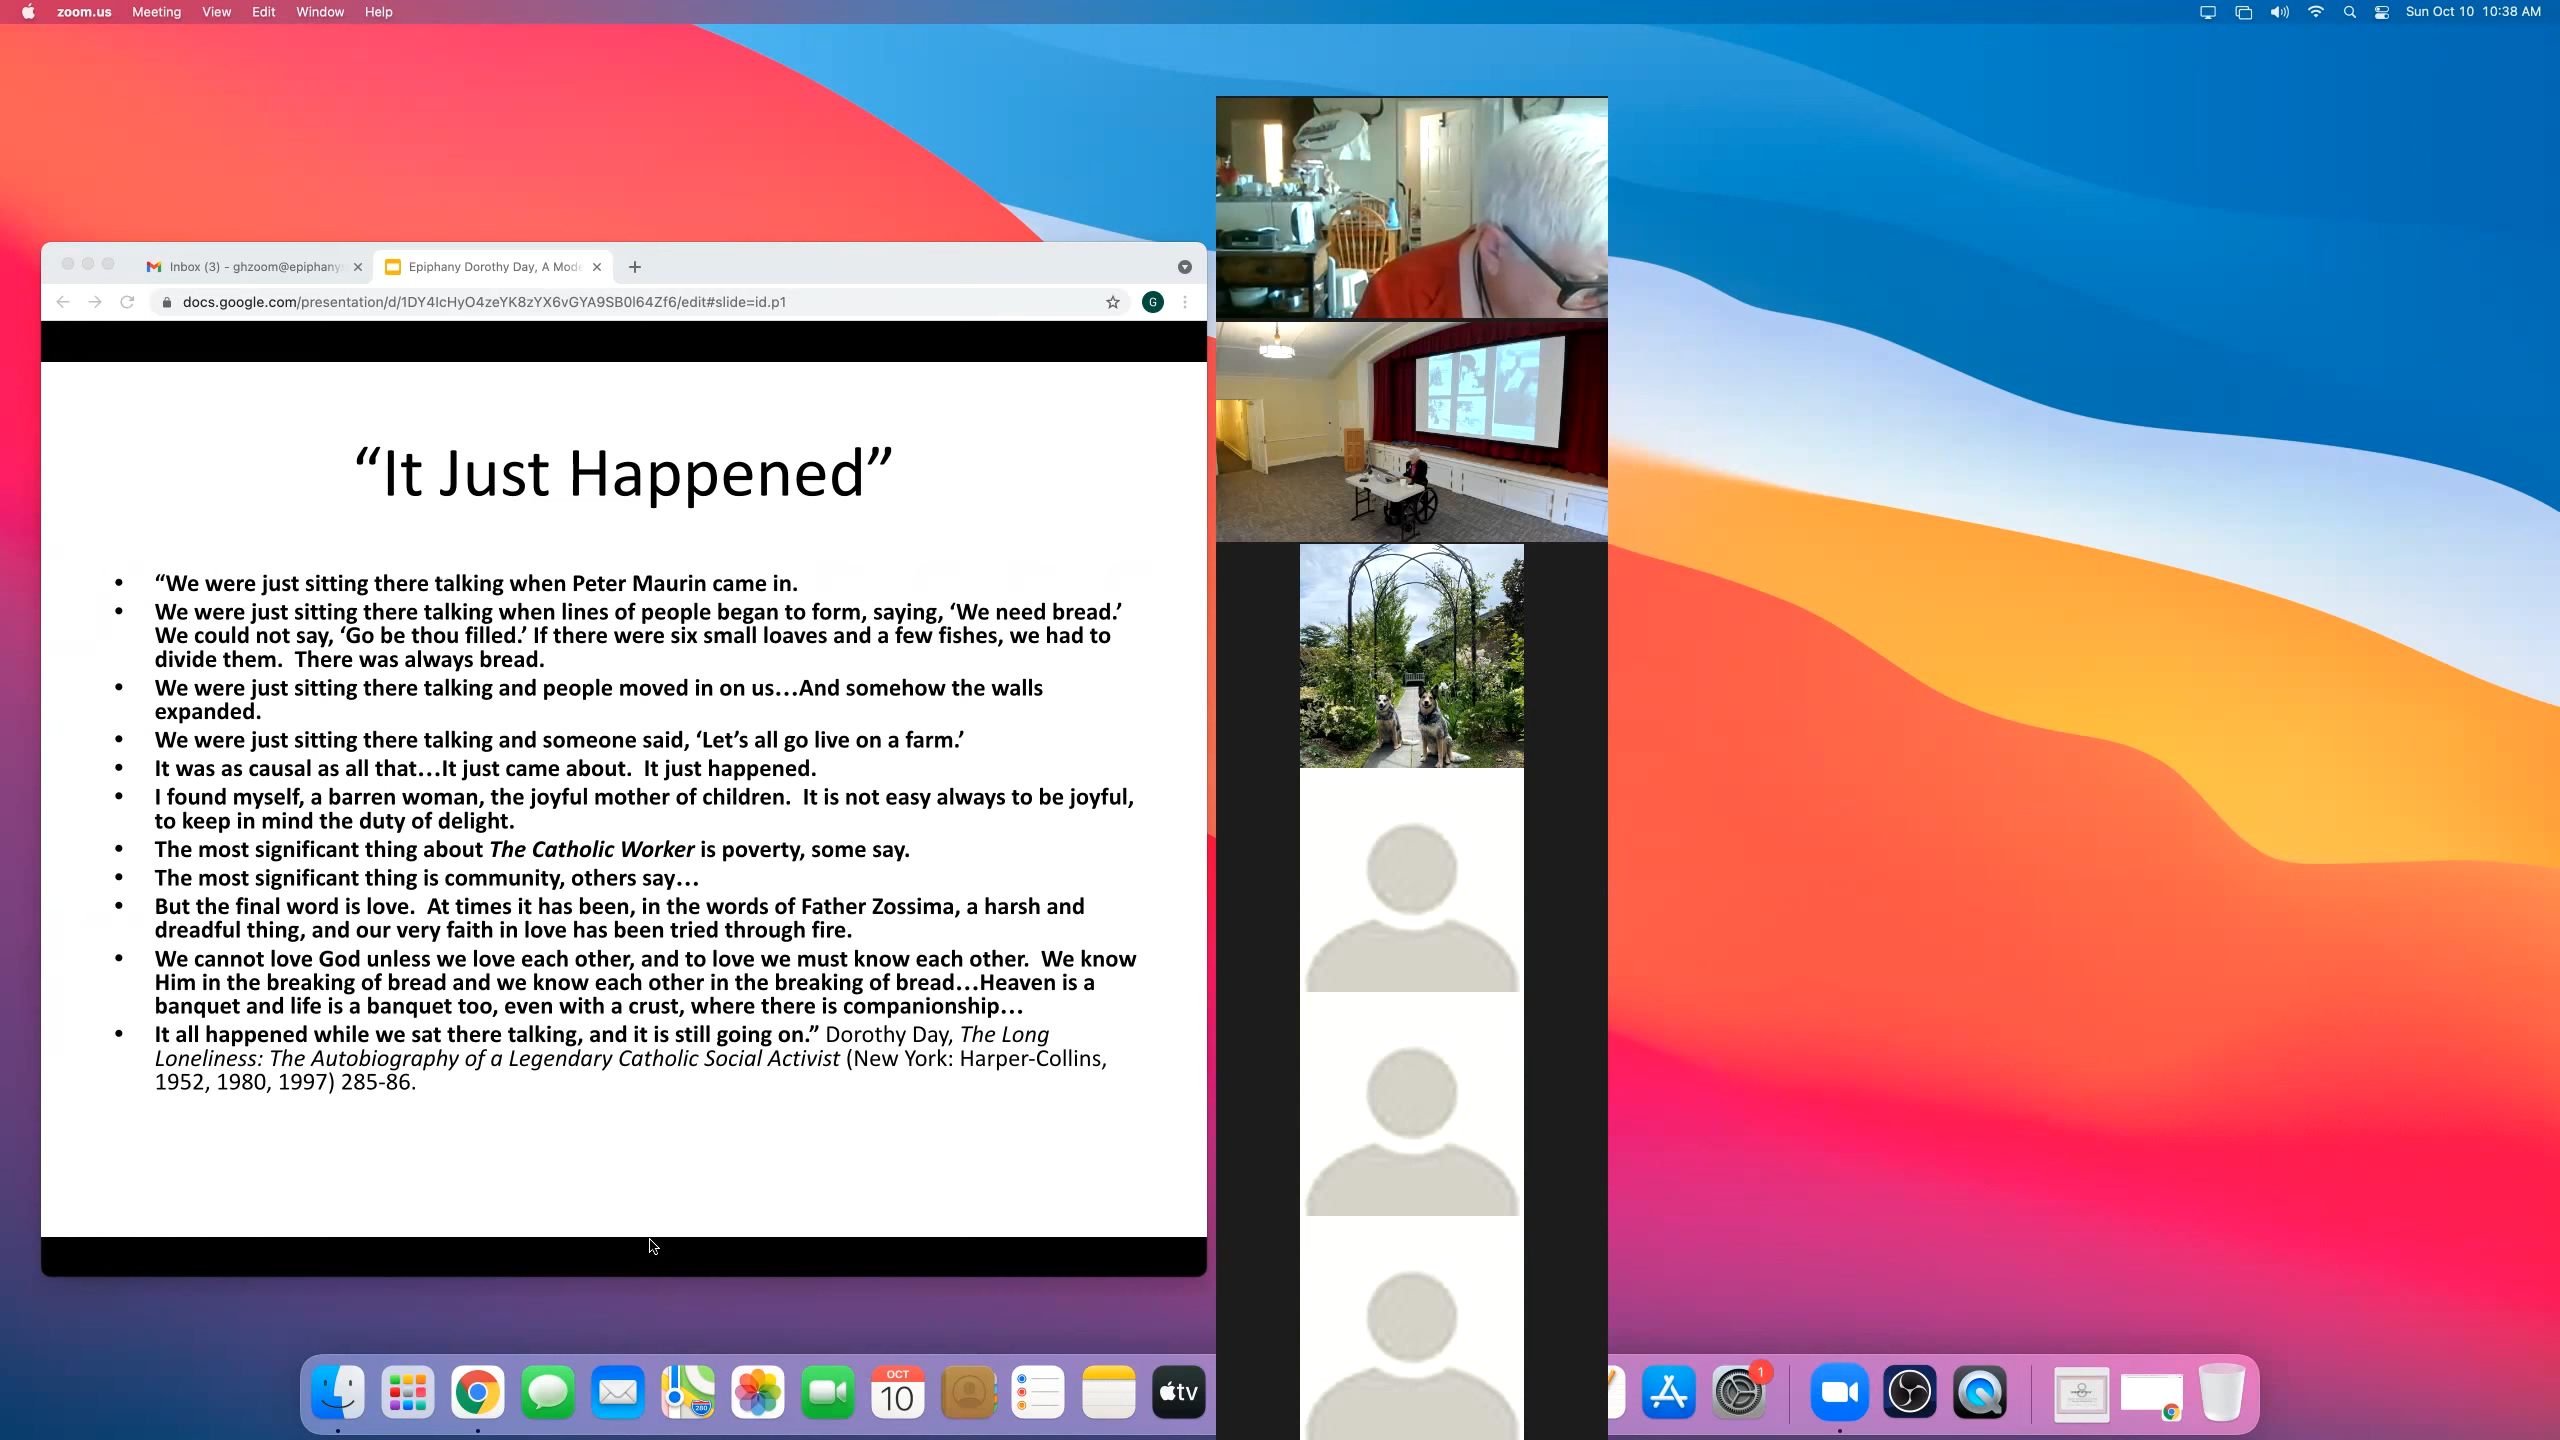 zoom.us Meeting View Edit Window Help
Sun Oct 10 10:38 AM
Inbox (3) - ghzoom@epiphany
Epiphany Dorothy Day, A Mod
docs.google.com/presentation/d/1DY4lcHyO4zeYK8zYX6vGYA9SB0l64Zf6/edit#slide=id.p1
G
“It Just Happened”
• “We were just sitting there talking when Peter Maurin came in.
• We were just sitting there talking when lines of people began to form, saying, ‘We need bread.’
We could not say, ‘Go be thou filled.’ If there were six small loaves and a few fishes, we had to
divide them. There was always bread.
• We were just sitting there talking and people moved in on us…And somehow the walls
expanded.
• We were just sitting there talking and someone said, ‘Let’s all go live on a farm.’
• It was as causal as all that…It just came about. It just happened.
• I found myself, a barren woman, the joyful mother of children. It is not easy always to be joyful,
to keep in mind the duty of delight.
• The most significant thing about The Catholic Worker is poverty, some say.
• The most significant thing is community, others say…
• But the final word is love. At times it has been, in the words of Father Zossima, a harsh and
dreadful thing, and our very faith in love has been tried through fire.
• We cannot love God unless we love each other, and to love we must know each other. We know
Him in the breaking of bread and we know each other in the breaking of bread…Heaven is a
banquet and life is a banquet too, even with a crust, where there is companionship…
• It all happened while we sat there talking, and it is still going on.” Dorothy Day, The Long
Loneliness: The Autobiography of a Legendary Catholic Social Activist (New York: Harper-Collins,
1952, 1980, 1997) 285-86.
OCT
10
280
tv
1